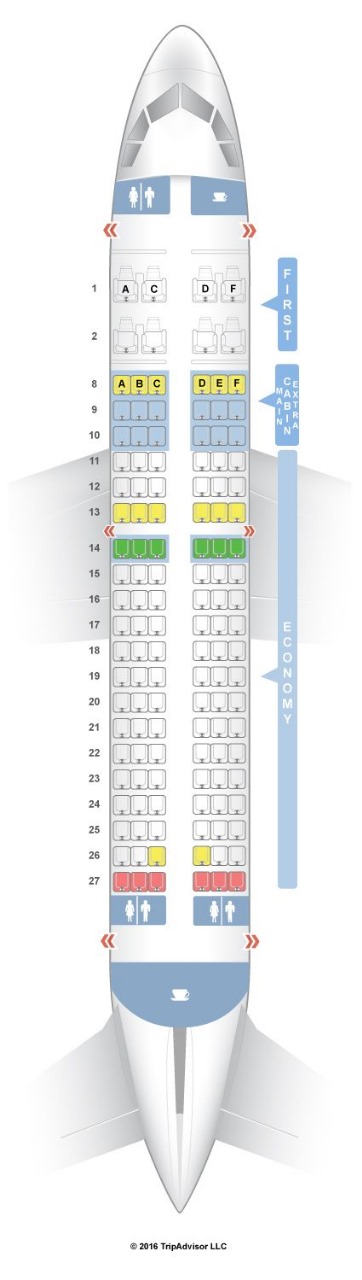 1 A C D F
2
FIRST
8 A B C D E F
9
10
MAIN
CABIN
EXTRA
11
12
13
14
15
16
17
18
19
20
21
22
23
24
25
26
27
ECONOMY
© 2016 TripAdvisor LLC